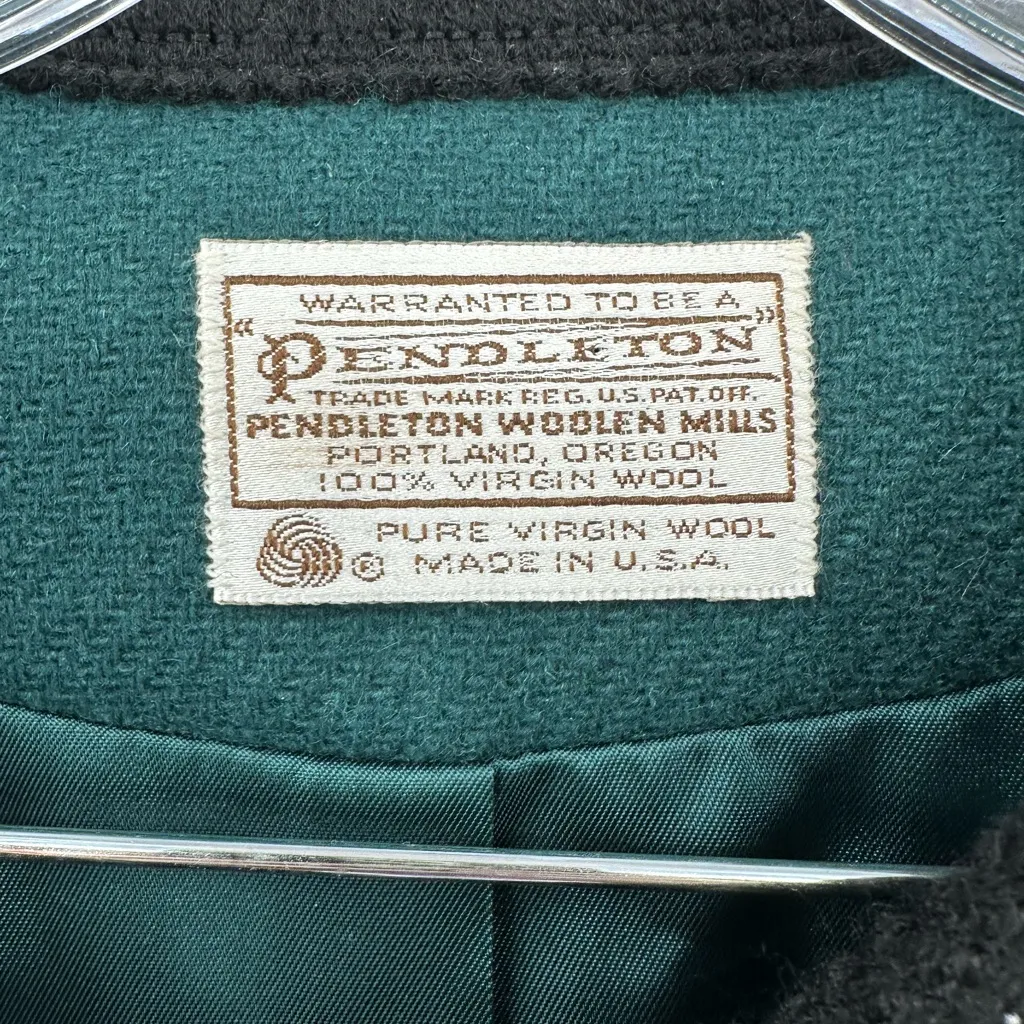 WARRANTED TO BE A
"PENDLETON"
TRADE MARK REG. U.S. PAT. OFF.
PENDLETON WOOLEN MILLS
PORTLAND, OREGON
100% VIRGIN WOOL
PURE VIRGIN WOOL
® MADE IN U.S.A.